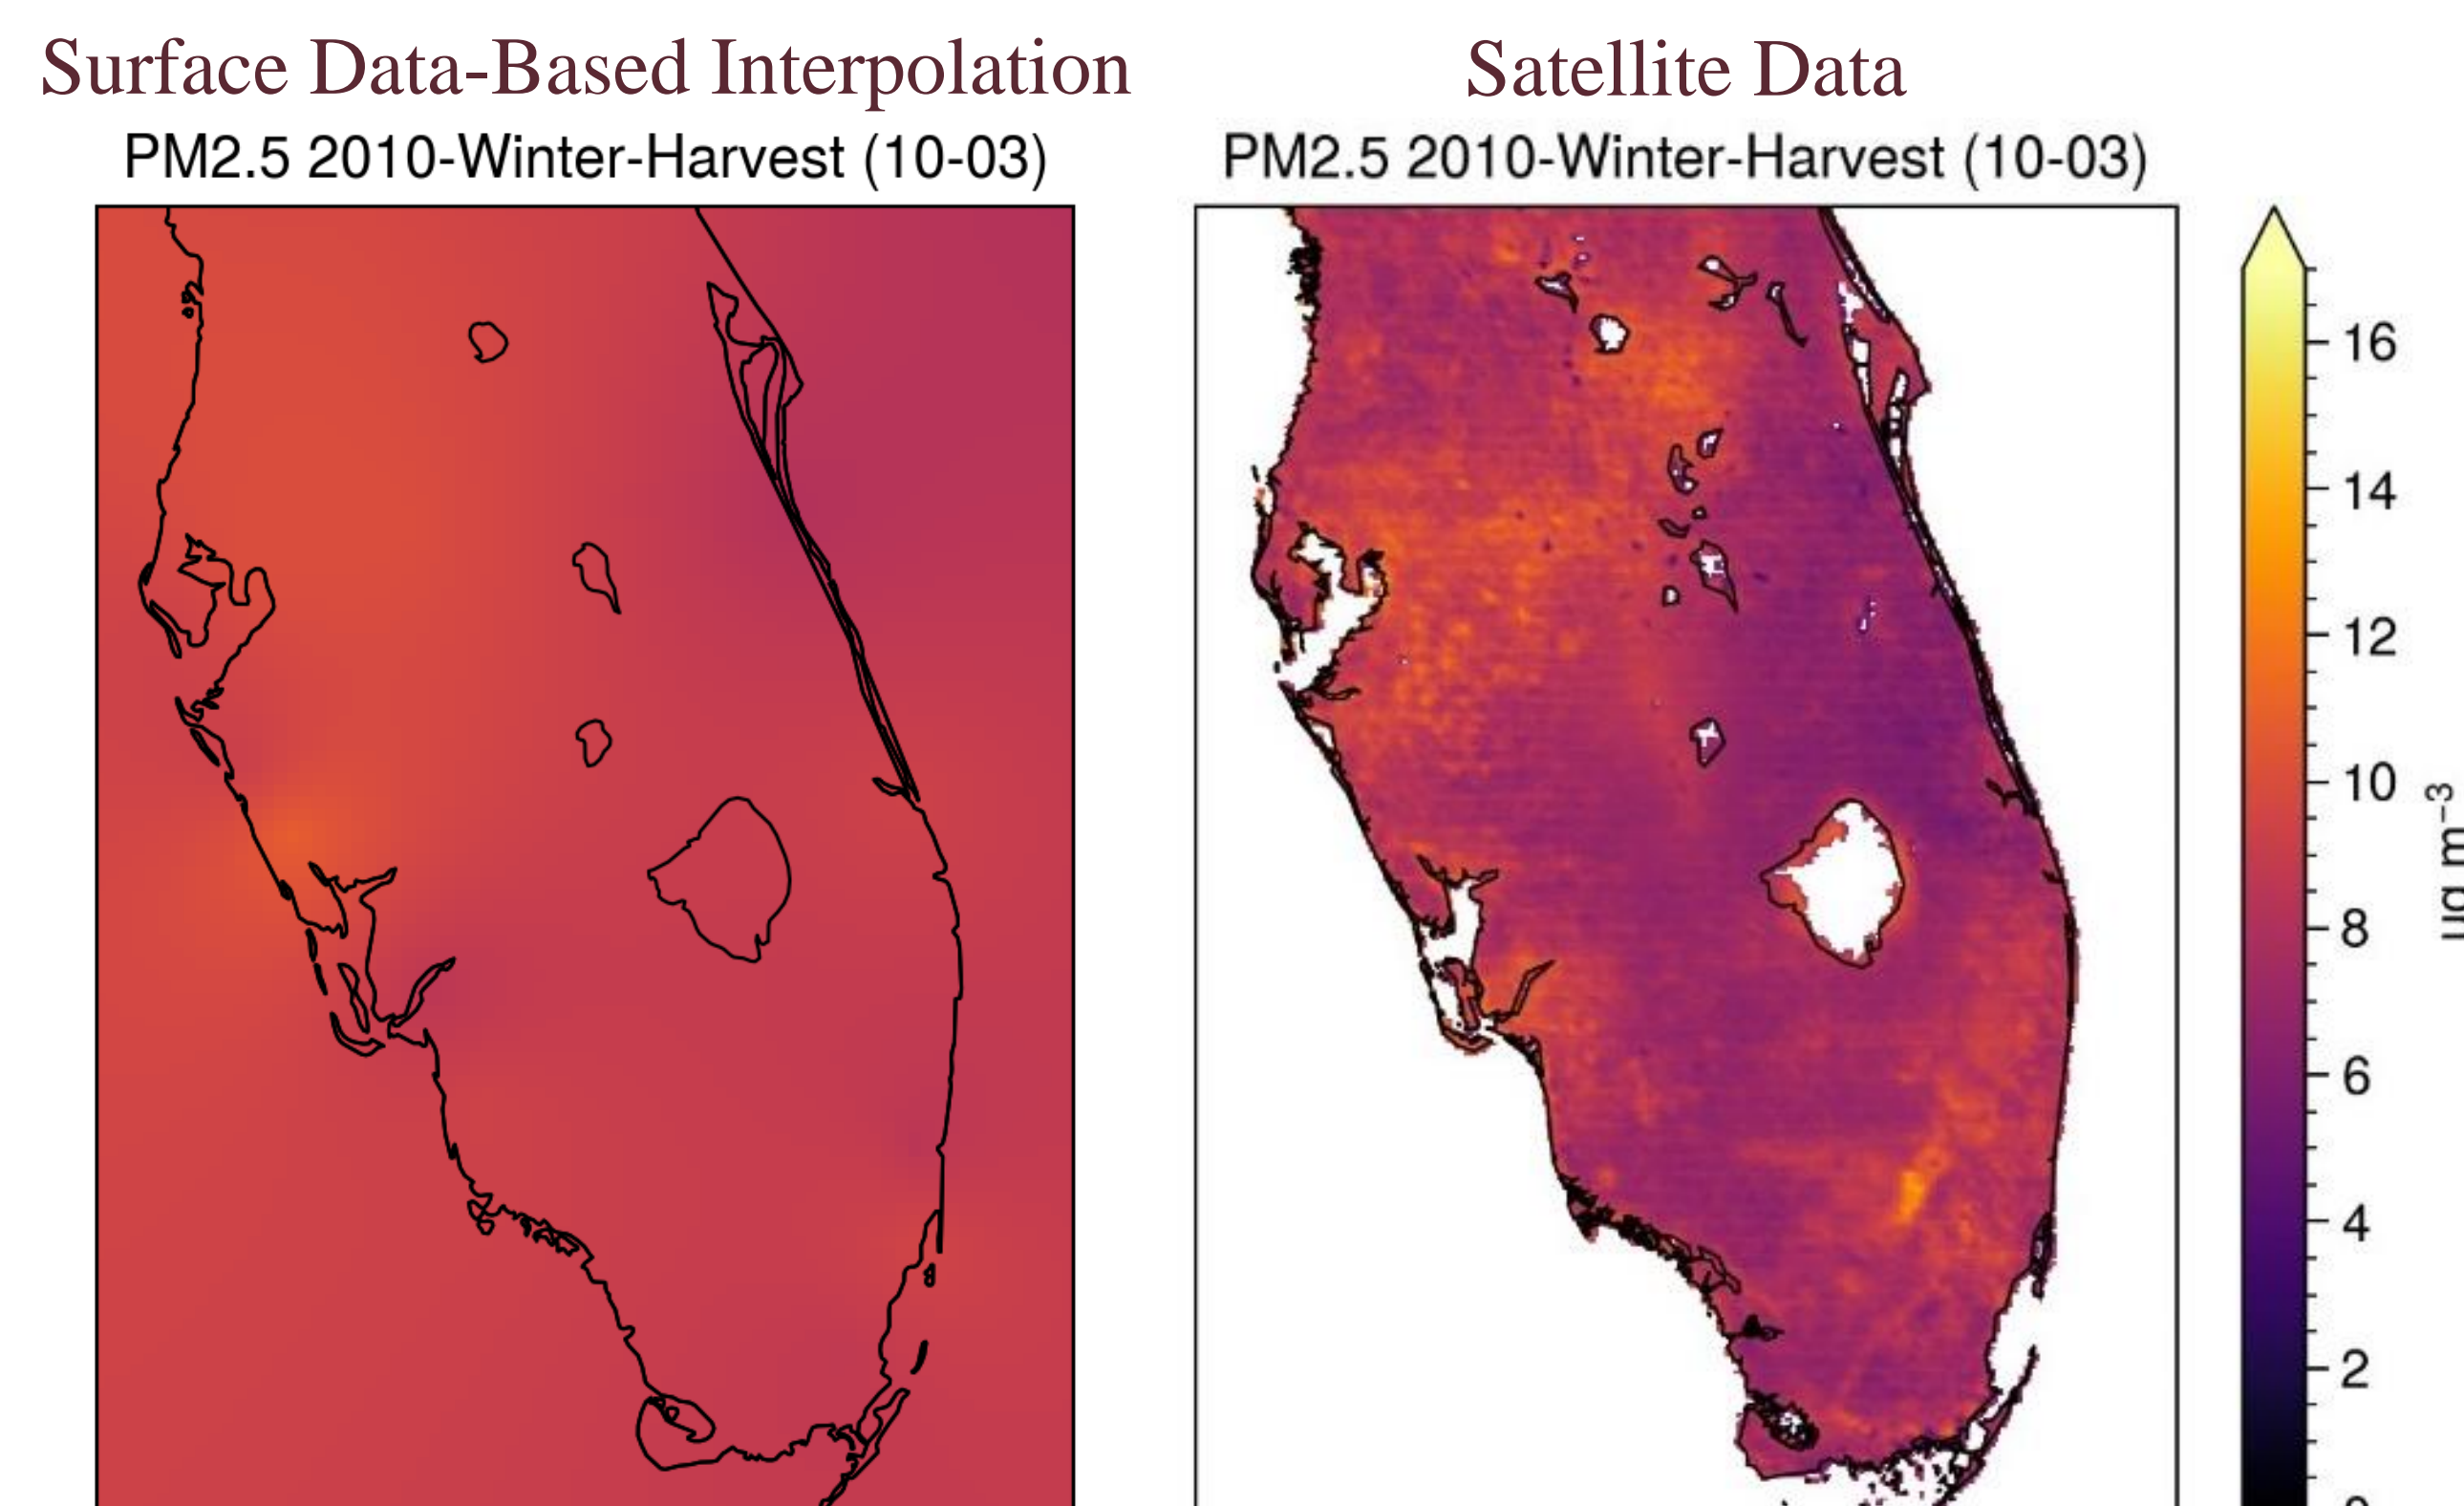 Surface Data-Based Interpolation
Satellite Data
PM2.5 2010-Winter-Harvest (10-03)
PM2.5 2010-Winter-Harvest (10-03)
16
14
12
10
8
6
4
2
0
µg m⁻³